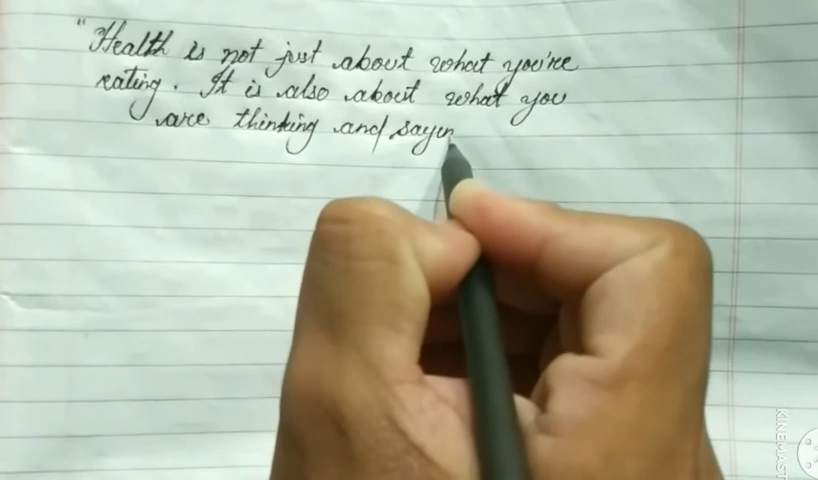 "Health is not just about what you're
eating. It is also about what you
are thinking and sayin
KINEMAST